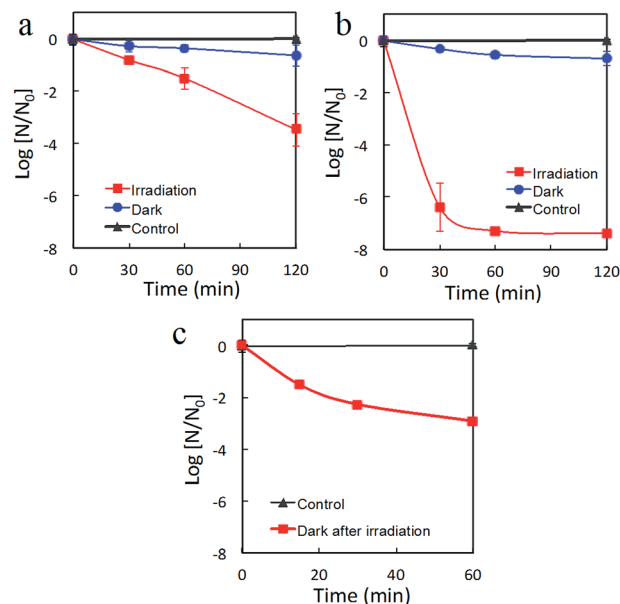 a
0
-2
-4
-6
-8
Log [N/N₀]
Irradiation
Dark
Control
0 30 60 90 120
Time (min)
b
0
-2
-4
-6
-8
Log [N/N₀]
Irradiation
Dark
Control
0 30 60 90 120
Time (min)
c
0
-2
-4
-6
-8
Log [N/N₀]
Control
Dark after irradiation
0 20 40 60
Time (min)